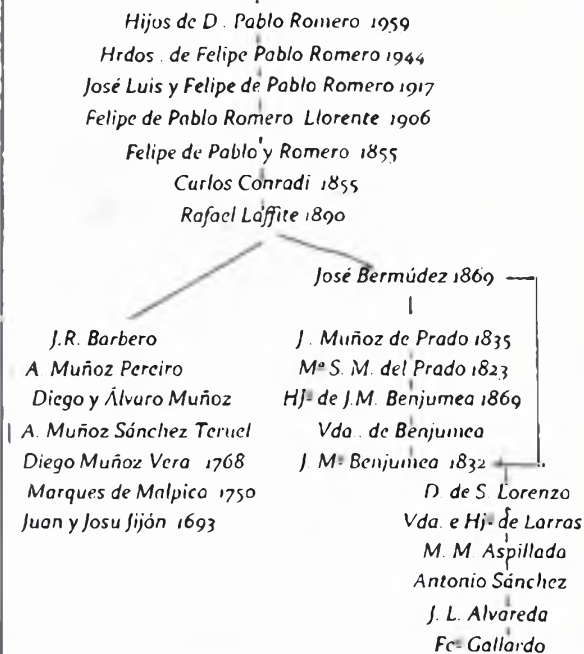 Hijos de D. Pablo Romero 1959
Hrdos. de Felipe Pablo Romero 1944
José Luis y Felipe de Pablo Romero 1917
Felipe de Pablo Romero Llorente 1906
Felipe de Pablo y Romero 1855
Carlos Conradi 1855
Rafael Laffite 1890
José Bermúdez 1869
J.R. Barbero
A. Muñoz Pereiro
Diego y Álvaro Muñoz
A. Muñoz Sánchez Teruel
Diego Muñoz Vera 1768
Marques de Malpica 1750
Juan y Josu Jijón 1693
J. Muñoz de Prado 1835
Mª S. M. del Prado 1823
Hjs de J.M. Benjumea 1869
Vda. de Benjumea
J. Mª Benjumea 1832
D. de S. Lorenzo
Vda. e Hjs de Larras
M. M. Aspillada
Antonio Sánchez
J. L. Alvareda
Fco Gallardo